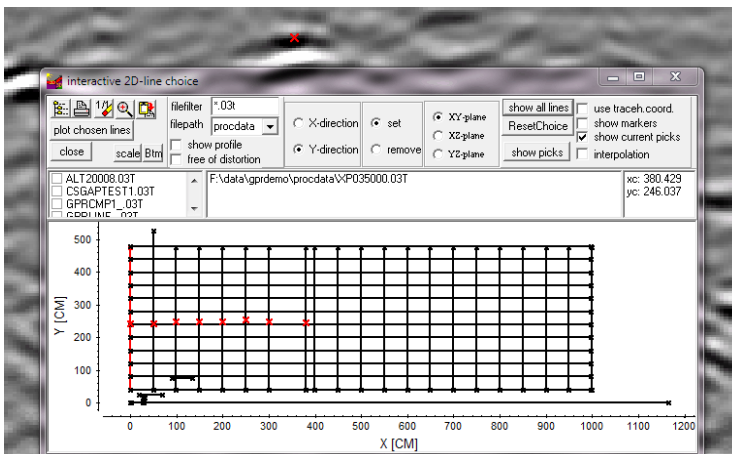 interactive 2D-line choice
filefilter *.03t
filepath procdata
plot chosen lines
show profile
free of distortion
close scale Btm
X-direction
Y-direction
set
remove
XY-plane
XZ-plane
YZ-plane
show all lines
ResetChoice
show picks
use traceh.coord.
show markers
show current picks
interpolation
ALT20008.03T
CSGAPTEST1.03T
GPRCMP1_.03T
F:\data\gprdemo\procdata\XP035000.03T
xc: 380.429
yc: 246.037
500
400
300
200
100
0
Y [CM]
0 100 200 300 400 500 600 700 800 900 1000 1100 1200
X [CM]